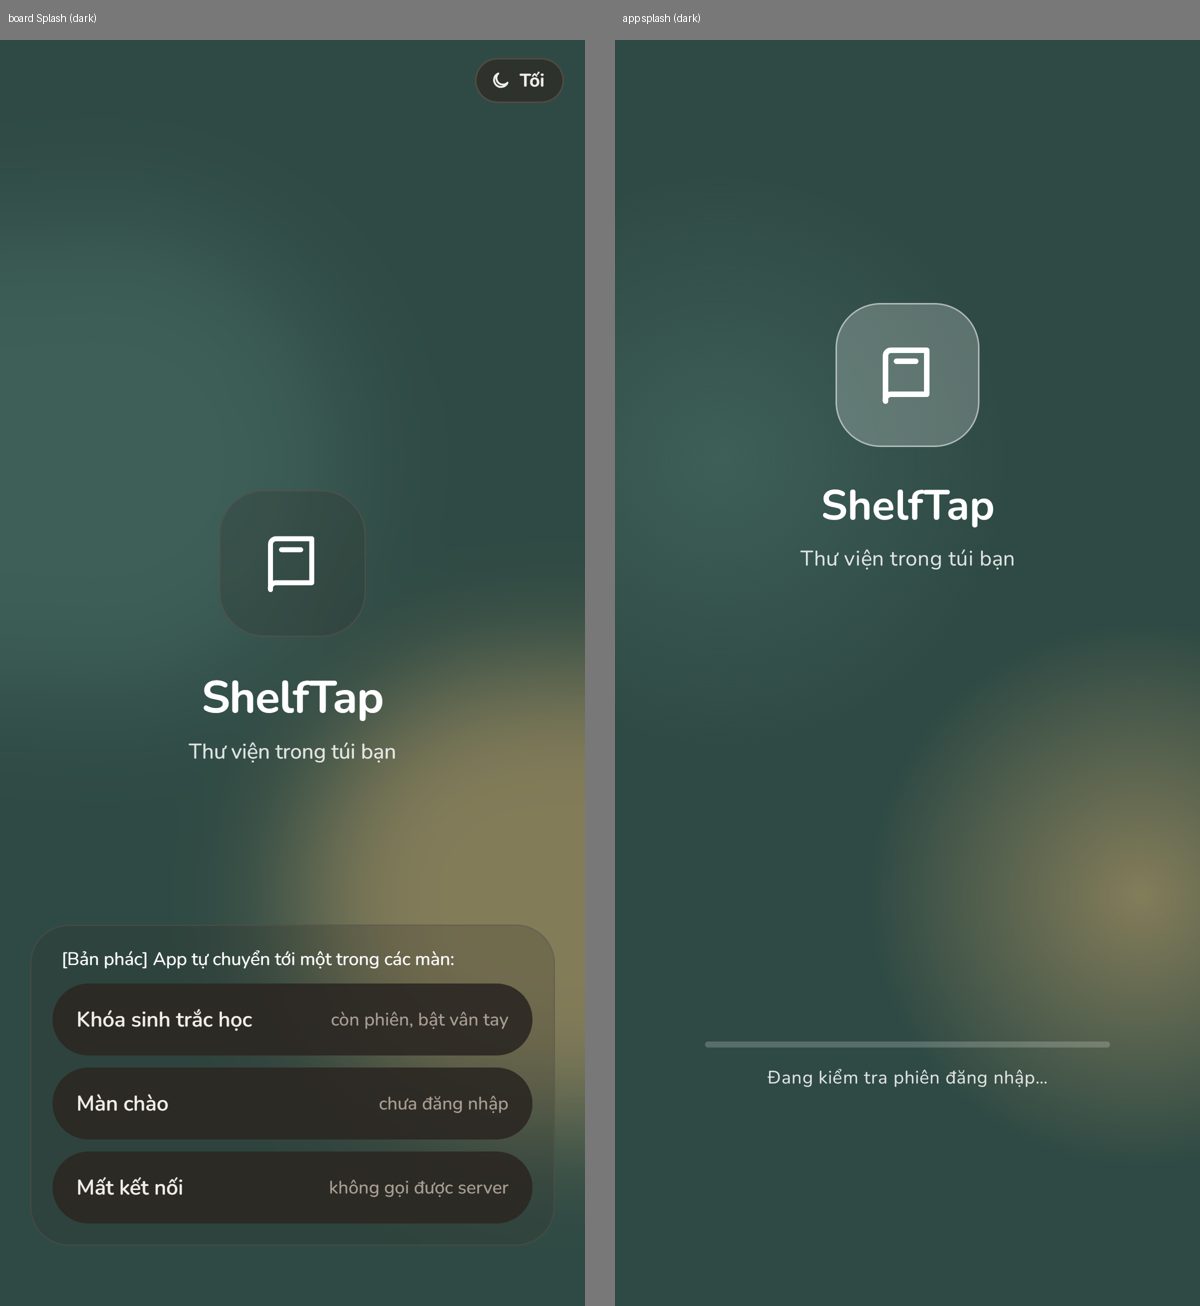 board Splash (dark)
Tối
ShelfTap
Thư viện trong túi bạn
[Bản phác] App tự chuyển tới một trong các màn:
Khóa sinh trắc học còn phiên, bật vân tay
Màn chào chưa đăng nhập
Mất kết nối không gọi được server
app splash (dark)
ShelfTap
Thư viện trong túi bạn
Đang kiểm tra phiên đăng nhập...